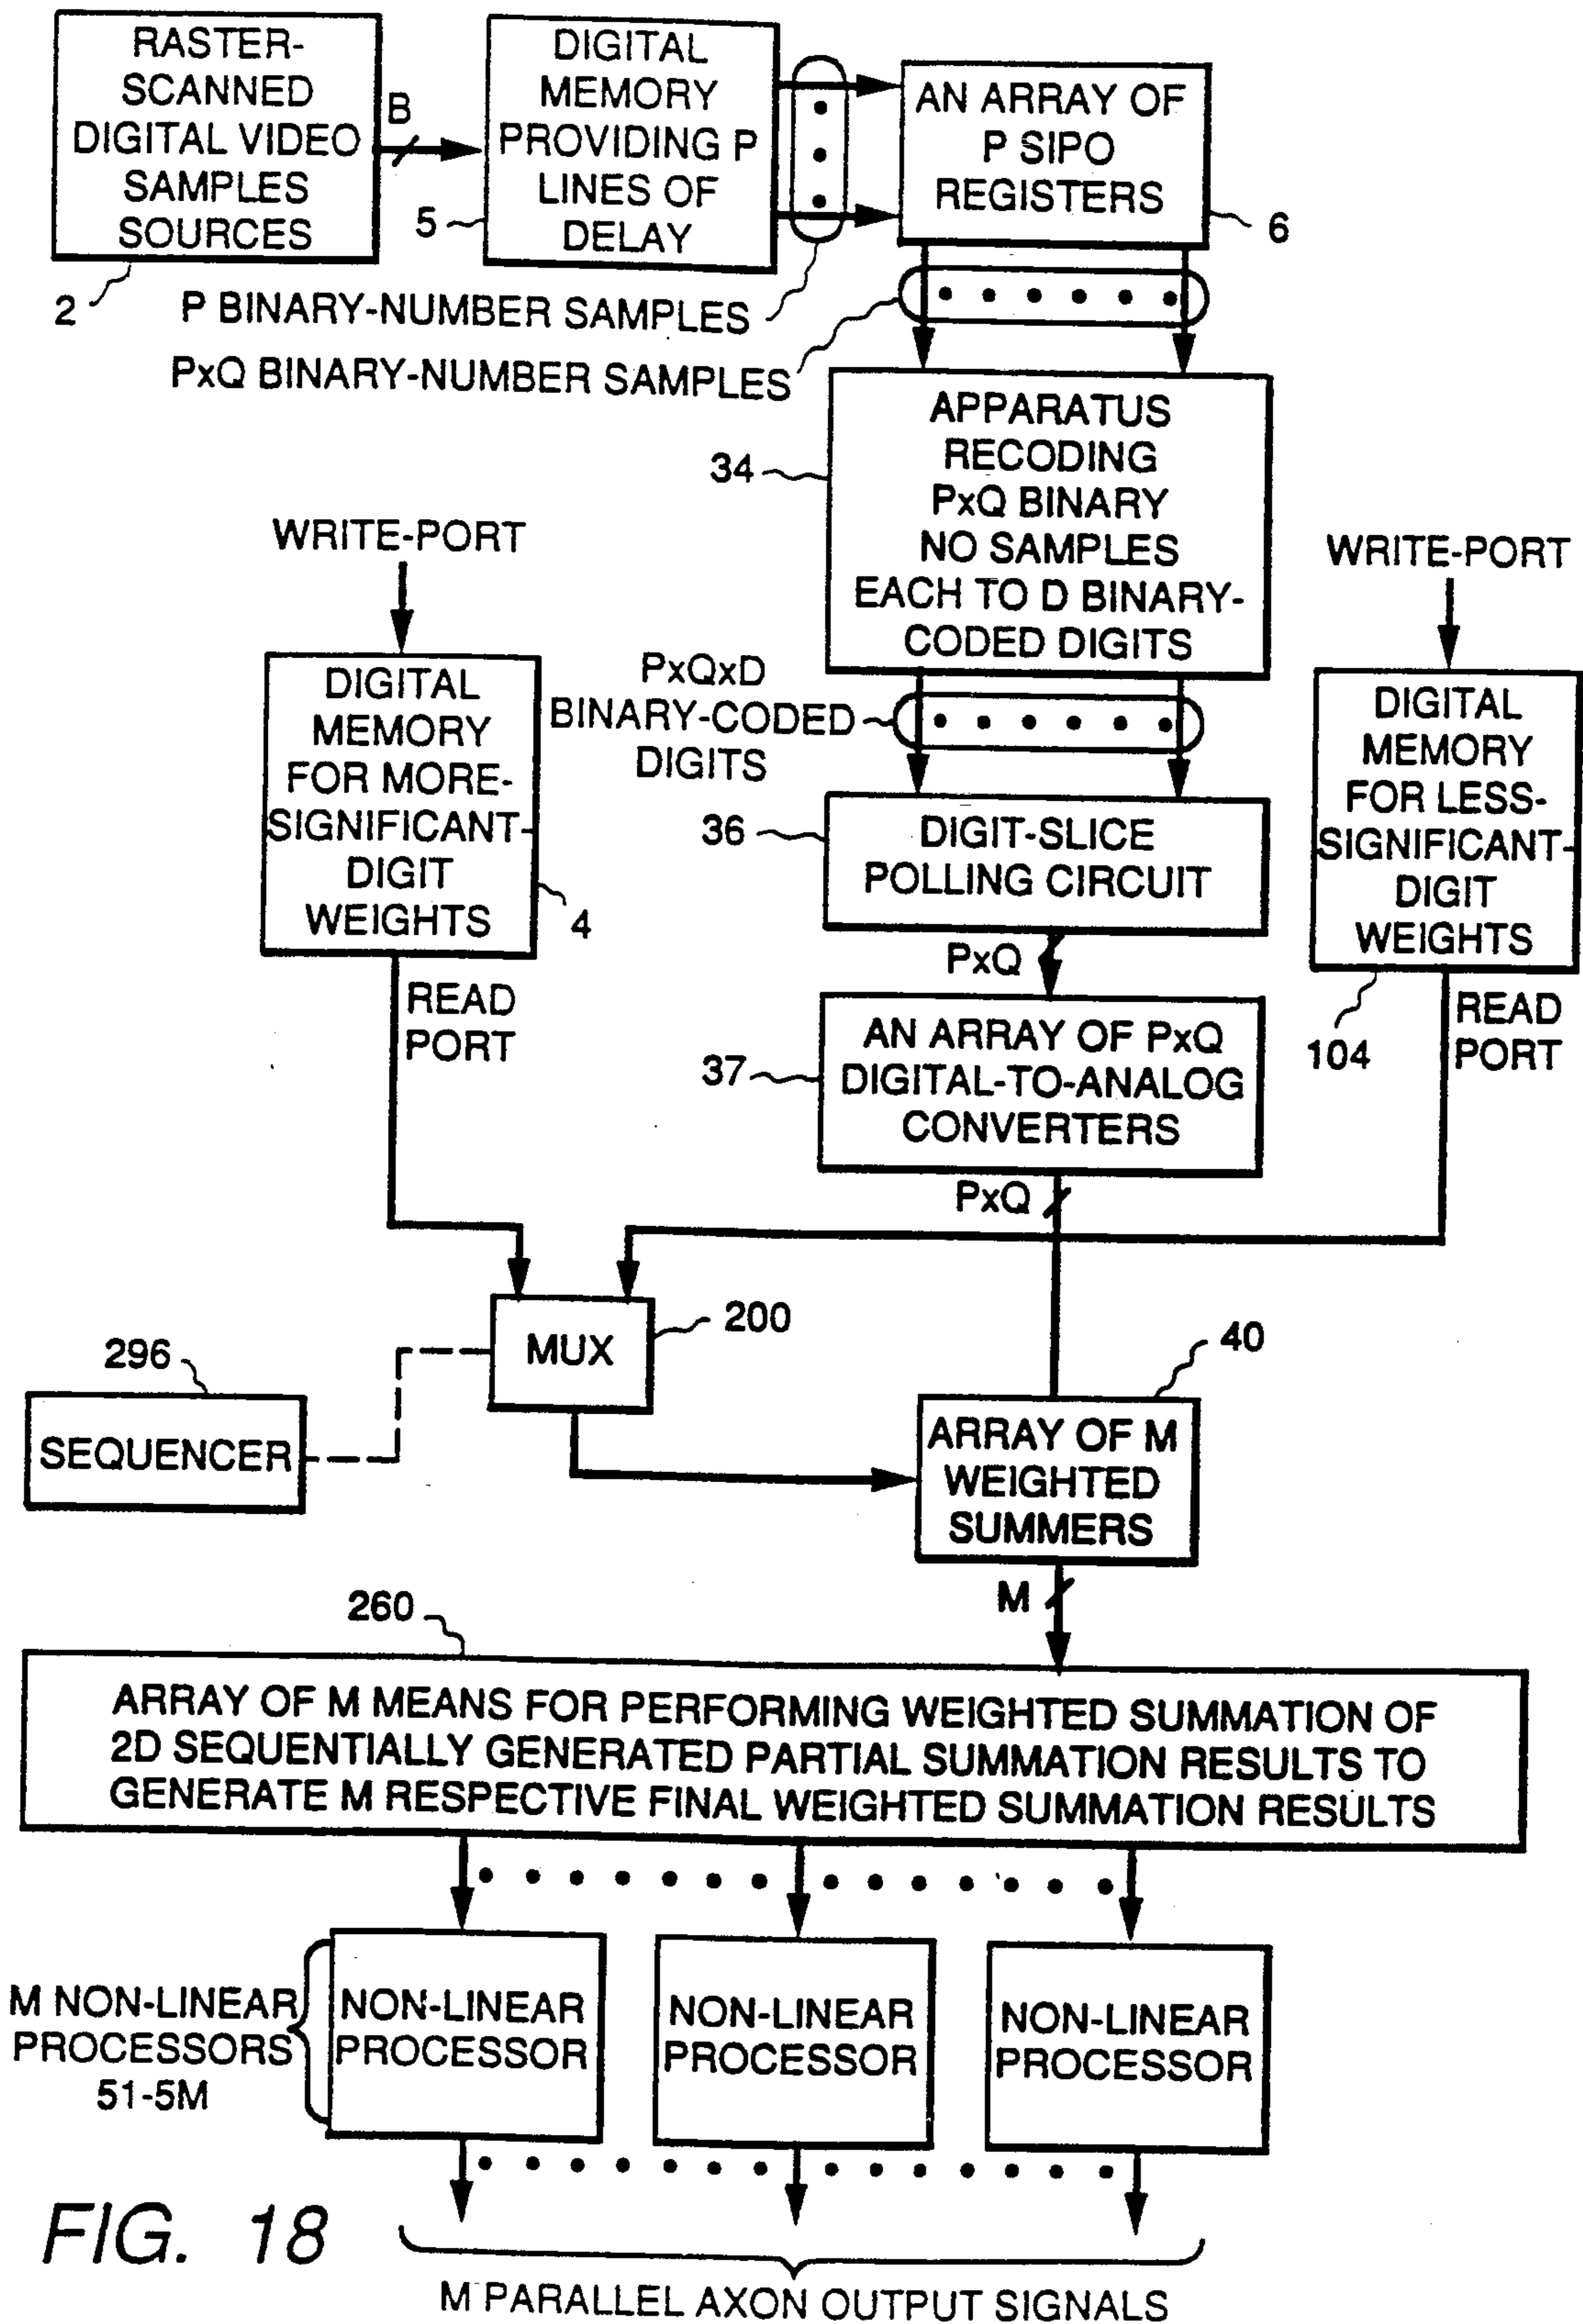 RASTER-
SCANNED
DIGITAL VIDEO
SAMPLES
SOURCES
2
B
DIGITAL
MEMORY
PROVIDING P
LINES OF
DELAY
5
AN ARRAY OF
P SIPO
REGISTERS
6
P BINARY-NUMBER SAMPLES
PxQ BINARY-NUMBER SAMPLES
APPARATUS
RECODING
PxQ BINARY
NO SAMPLES
EACH TO D BINARY-
CODED DIGITS
34
WRITE-PORT
WRITE-PORT
DIGITAL
MEMORY
FOR MORE-
SIGNIFICANT-
DIGIT
WEIGHTS
4
PxQxD
BINARY-CODED
DIGITS
DIGITAL
MEMORY
FOR LESS-
SIGNIFICANT-
DIGIT
WEIGHTS
104
36
DIGIT-SLICE
POLLING CIRCUIT
PxQ
READ
PORT
READ
PORT
37
AN ARRAY OF PxQ
DIGITAL-TO-ANALOG
CONVERTERS
PxQ
MUX
200
296
SEQUENCER
40
ARRAY OF M
WEIGHTED
SUMMERS
M
260
ARRAY OF M MEANS FOR PERFORMING WEIGHTED SUMMATION OF
2D SEQUENTIALLY GENERATED PARTIAL SUMMATION RESULTS TO
GENERATE M RESPECTIVE FINAL WEIGHTED SUMMATION RESULTS
M NON-LINEAR
PROCESSORS
51-5M
NON-LINEAR
PROCESSOR
NON-LINEAR
PROCESSOR
NON-LINEAR
PROCESSOR
FIG. 18
M PARALLEL AXON OUTPUT SIGNALS